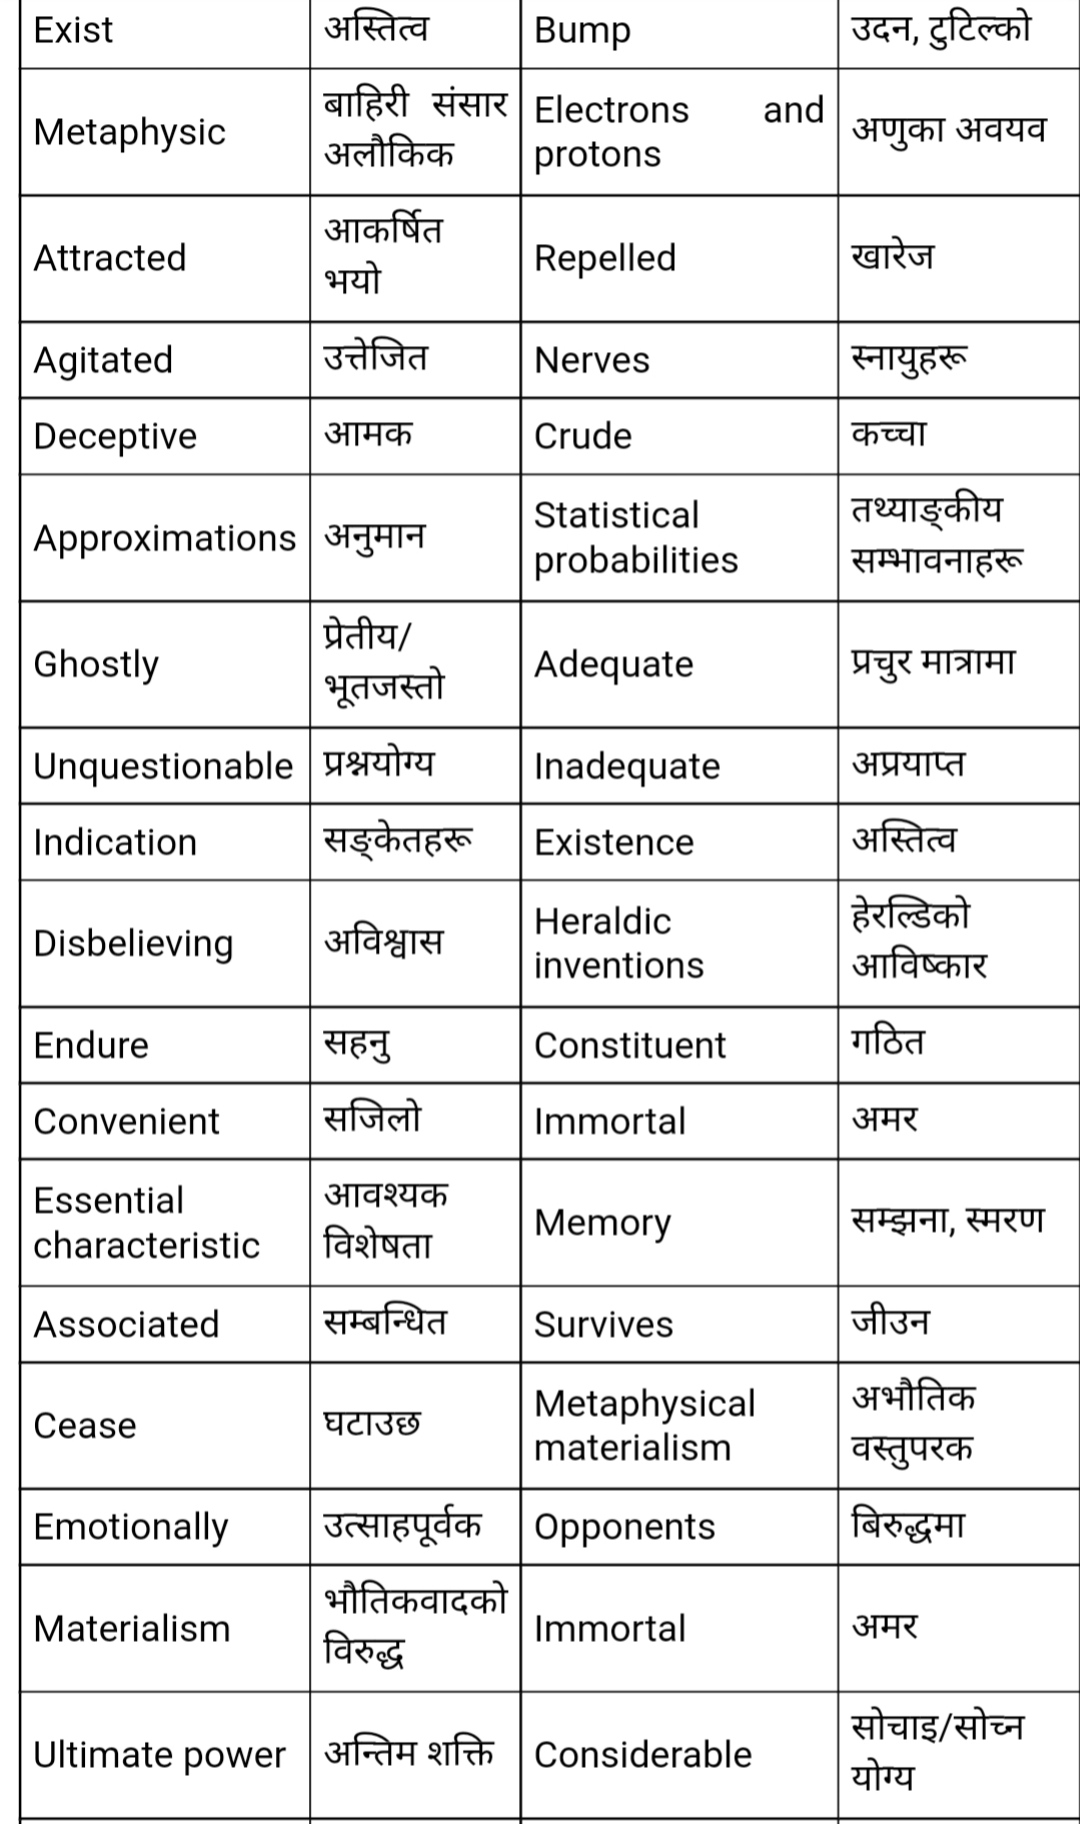 Exist अस्तित्व Bump उदन, टुटिल्को
Metaphysic बाहिरी संसार अलौकिक Electrons and protons अणुका अवयव
Attracted आकर्षित भयो Repelled खारेज
Agitated उत्तेजित Nerves स्नायुहरू
Deceptive आमक Crude कच्चा
Approximations अनुमान Statistical probabilities तथ्याङ्कीय सम्भावनाहरू
Ghostly प्रेतीय/ भूतजस्तो Adequate प्रचुर मात्रामा
Unquestionable प्रश्नयोग्य Inadequate अप्रयाप्त
Indication सङ्केतहरू Existence अस्तित्व
Disbelieving अविश्वास Heraldic inventions हेरल्डिको आविष्कार
Endure सहनु Constituent गठित
Convenient सजिलो Immortal अमर
Essential characteristic आवश्यक विशेषता Memory सम्झना, स्मरण
Associated सम्बन्धित Survives जीउन
Cease घटाउछ Metaphysical materialism अभौतिक वस्तुपरक
Emotionally उत्साहपूर्वक Opponents बिरुद्धमा
Materialism भौतिकवादको विरुद्ध Immortal अमर
Ultimate power अन्तिम शक्ति Considerable सोचाइ/सोच्न योग्य